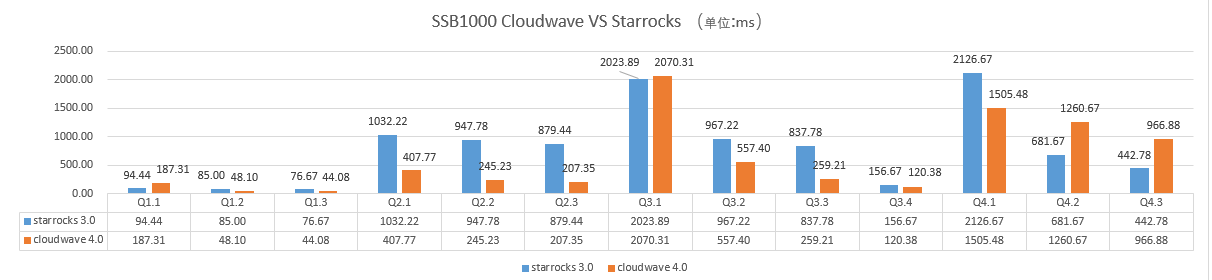 SSB1000 Cloudwave VS Starrocks （单位:ms）
2500.00
2000.00
1500.00
1000.00
500.00
0.00
94.44 187.31 85.00 48.10 76.67 44.08 1032.22 407.77 947.78 245.23 879.44 207.35 2023.89 2070.31 967.22 557.40 837.78 259.21 156.67 120.38 2126.67 1505.48 681.67 1260.67 442.78 966.88
Q1.1 Q1.2 Q1.3 Q2.1 Q2.2 Q2.3 Q3.1 Q3.2 Q3.3 Q3.4 Q4.1 Q4.2 Q4.3
starrocks 3.0 94.44 85.00 76.67 1032.22 947.78 879.44 2023.89 967.22 837.78 156.67 2126.67 681.67 442.78
cloudwave 4.0 187.31 48.10 44.08 407.77 245.23 207.35 2070.31 557.40 259.21 120.38 1505.48 1260.67 966.88
starrocks 3.0 cloudwave 4.0